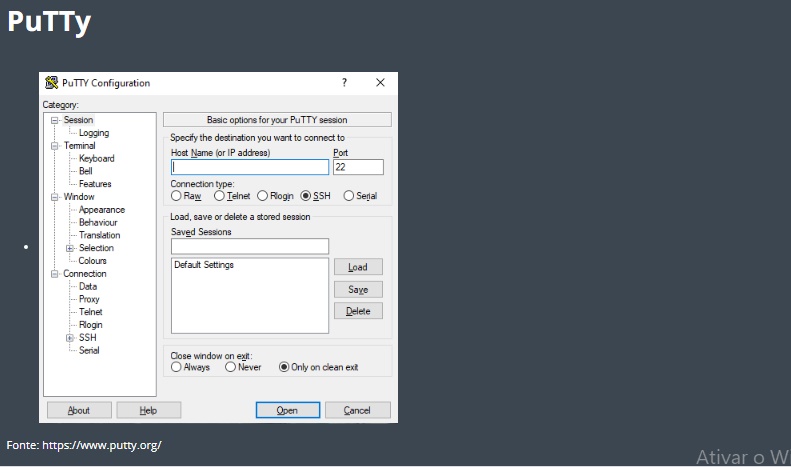 PuTTy
PuTTY Configuration
Category:
Session
Logging
Terminal
Keyboard
Bell
Features
Window
Appearance
Behaviour
Translation
Selection
Colours
Connection
Data
Proxy
Telnet
Rlogin
SSH
Serial
Basic options for your PuTTY session
Specify the destination you want to connect to
Host Name (or IP address) Port
22
Connection type:
Raw Telnet Rlogin SSH Serial
Load, save or delete a stored session
Saved Sessions
Default Settings
Load
Save
Delete
Close window on exit:
Always Never Only on clean exit
About Help Open Cancel
Fonte: https://www.putty.org/
Ativar o Wi